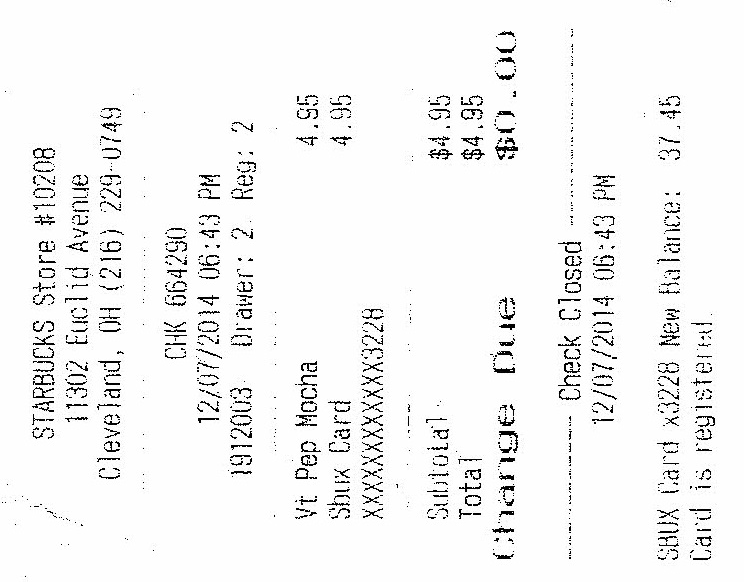 STARBUCKS Store #10208
11302 Euclid Avenue
Cleveland, OH (216) 229-0749
CHK 664290
12/07/2014 06:43 PM
1912003 Drawer: 2 Reg: 2
Vt Pep Mocha 4.95
Sbux Card 4.95
XXXXXXXXXXXX3228
Subtotal $4.95
Total $4.95
Change Due $0.00
Check Closed
12/07/2014 06:43 PM
SBUX Card x3228 New Balance: 37.45
Card is registered.